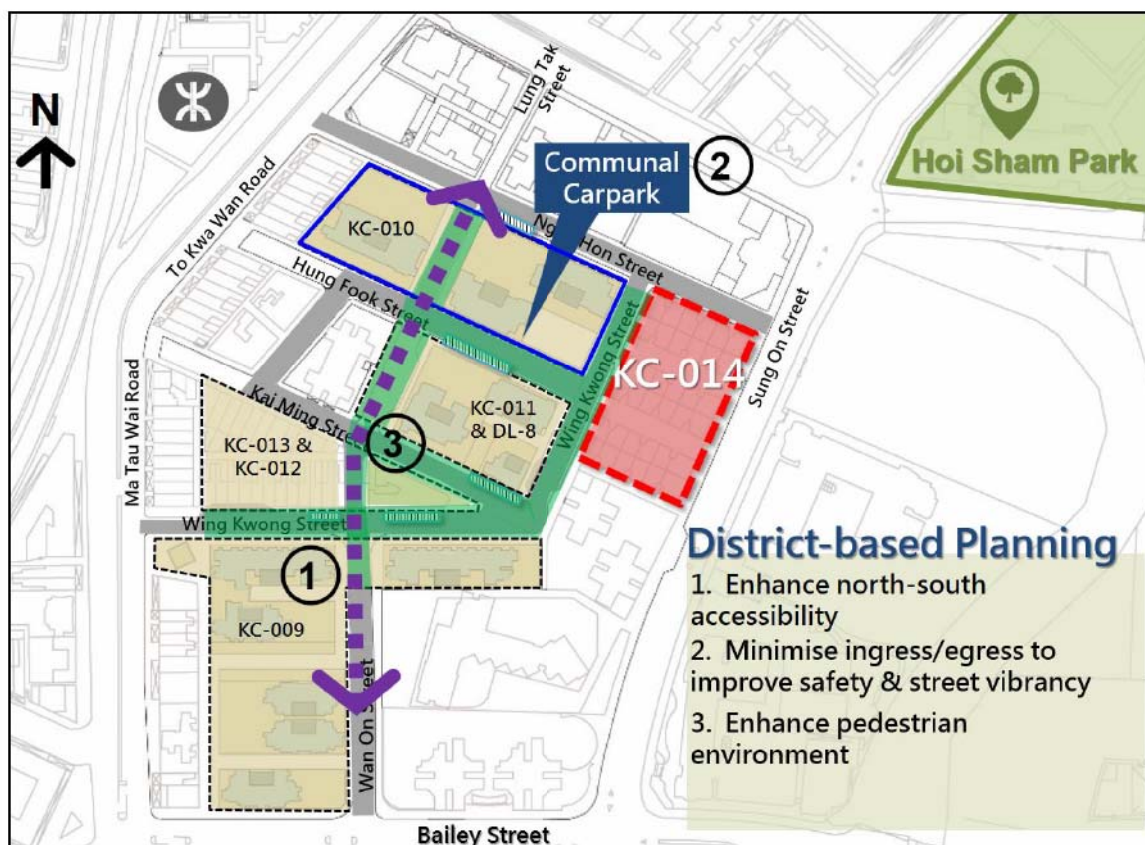 N
Lung Tak
Street
Communal
Carpark
2
Hoi Sham Park
To Kwa Wan Road
KC-010
Hon Street
Hung Fook Street
Wing Kwong Street
KC-014
Sung On Street
Ma Tau Wai Road
Kai Ming Street
KC-011
& DL-8
3
KC-013 &
KC-012
Wing Kwong Street
1
KC-009
Wan On Street
Bailey Street
District-based Planning
1. Enhance north-south
accessibility
2. Minimise ingress/egress to
improve safety & street vibrancy
3. Enhance pedestrian
environment